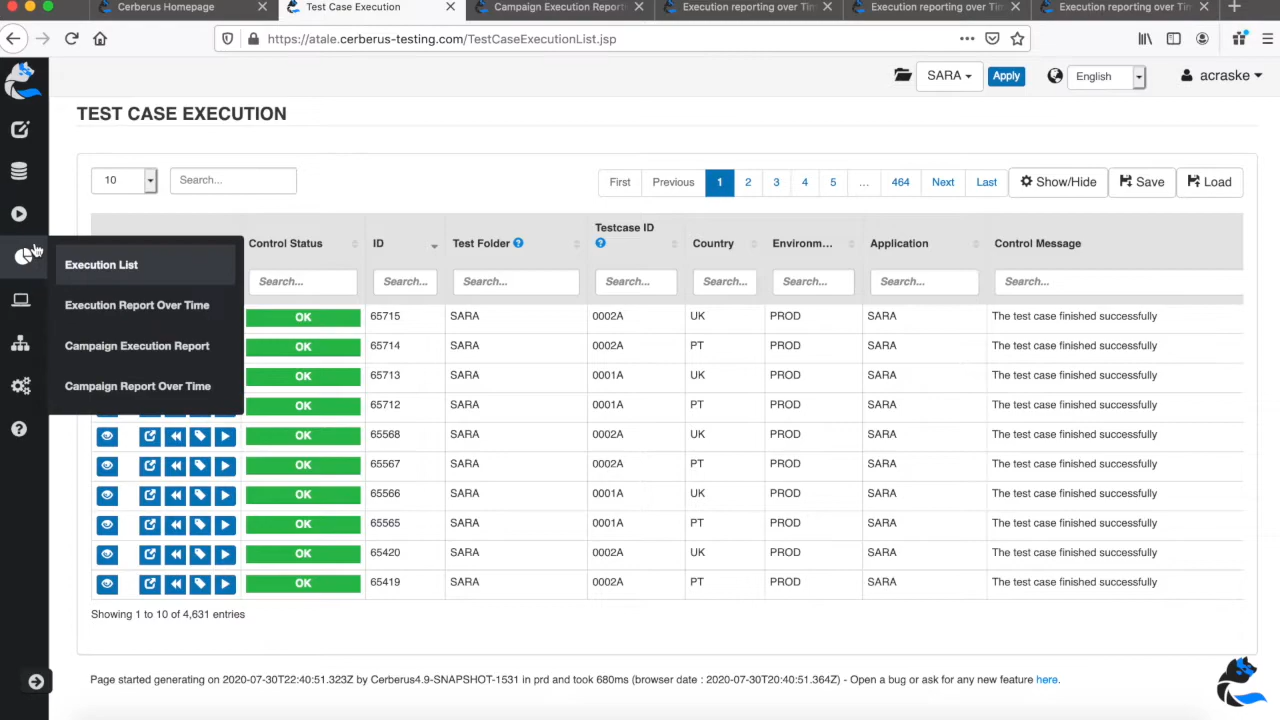 Cerberus Homepage
Test Case Execution
Campaign Execution Report
Execution reporting over Tim
Execution reporting over Tim
Execution reporting over Tim
https://atale.cerberus-testing.com/TestCaseExecutionList.jsp
SARA Apply English acraske
TEST CASE EXECUTION
10 Search... First Previous 1 2 3 4 5 ... 464 Next Last Show/Hide Save Load
Control Status ID Test Folder Testcase ID Country Environm... Application Control Message
Search... Search... Search... Search... Search... Search... Search... Search...
Execution List
Execution Report Over Time
Campaign Execution Report
Campaign Report Over Time
OK 65715 SARA 0002A UK PROD SARA The test case finished successfully
OK 65714 SARA 0002A PT PROD SARA The test case finished successfully
OK 65713 SARA 0001A UK PROD SARA The test case finished successfully
OK 65712 SARA 0001A PT PROD SARA The test case finished successfully
OK 65568 SARA 0002A UK PROD SARA The test case finished successfully
OK 65567 SARA 0002A PT PROD SARA The test case finished successfully
OK 65566 SARA 0001A UK PROD SARA The test case finished successfully
OK 65565 SARA 0001A PT PROD SARA The test case finished successfully
OK 65420 SARA 0002A UK PROD SARA The test case finished successfully
OK 65419 SARA 0002A PT PROD SARA The test case finished successfully
Showing 1 to 10 of 4,631 entries
Page started generating on 2020-07-30T22:40:51.323Z by Cerberus4.9-SNAPSHOT-1531 in prd and took 680ms (browser date : 2020-07-30T20:40:51.364Z) - Open a bug or ask for any new feature here.